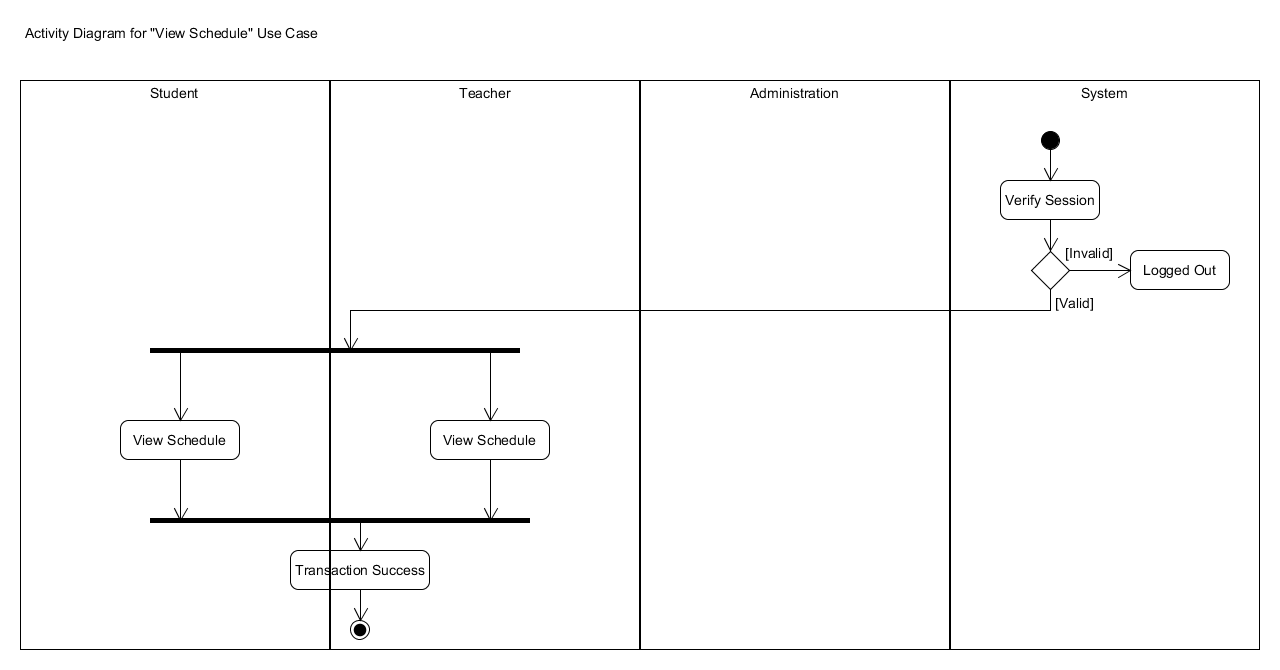 Activity Diagram for "View Schedule" Use Case
Student
Teacher
Administration
System
Verify Session
[Invalid]
Logged Out
[Valid]
View Schedule
View Schedule
Transaction Success